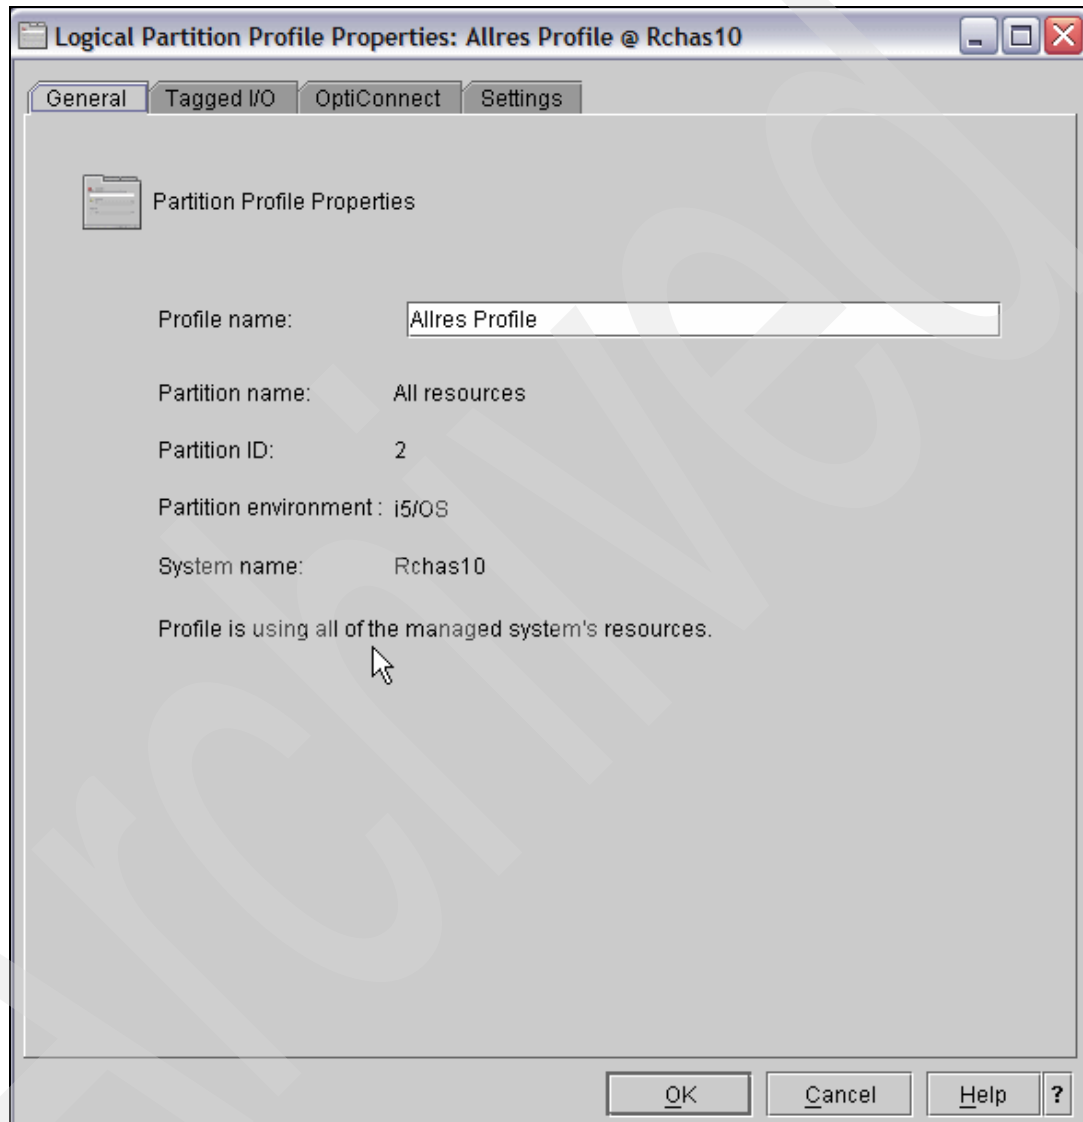 Logical Partition Profile Properties: Allres Profile @ Rchas10
General Tagged I/O OptiConnect Settings
Partition Profile Properties
Profile name: Allres Profile
Partition name: All resources
Partition ID: 2
Partition environment : i5/OS
System name: Rchas10
Profile is using all of the managed system's resources.
OK Cancel Help ?
Archived